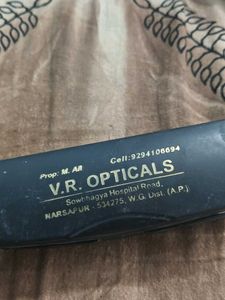 Prop: M. Ali Cell: 9294106694
V.R. OPTICALS
Sowbhagya Hospital Road,
NARSAPUR - 534275, W.G. Dist. (A.P.)